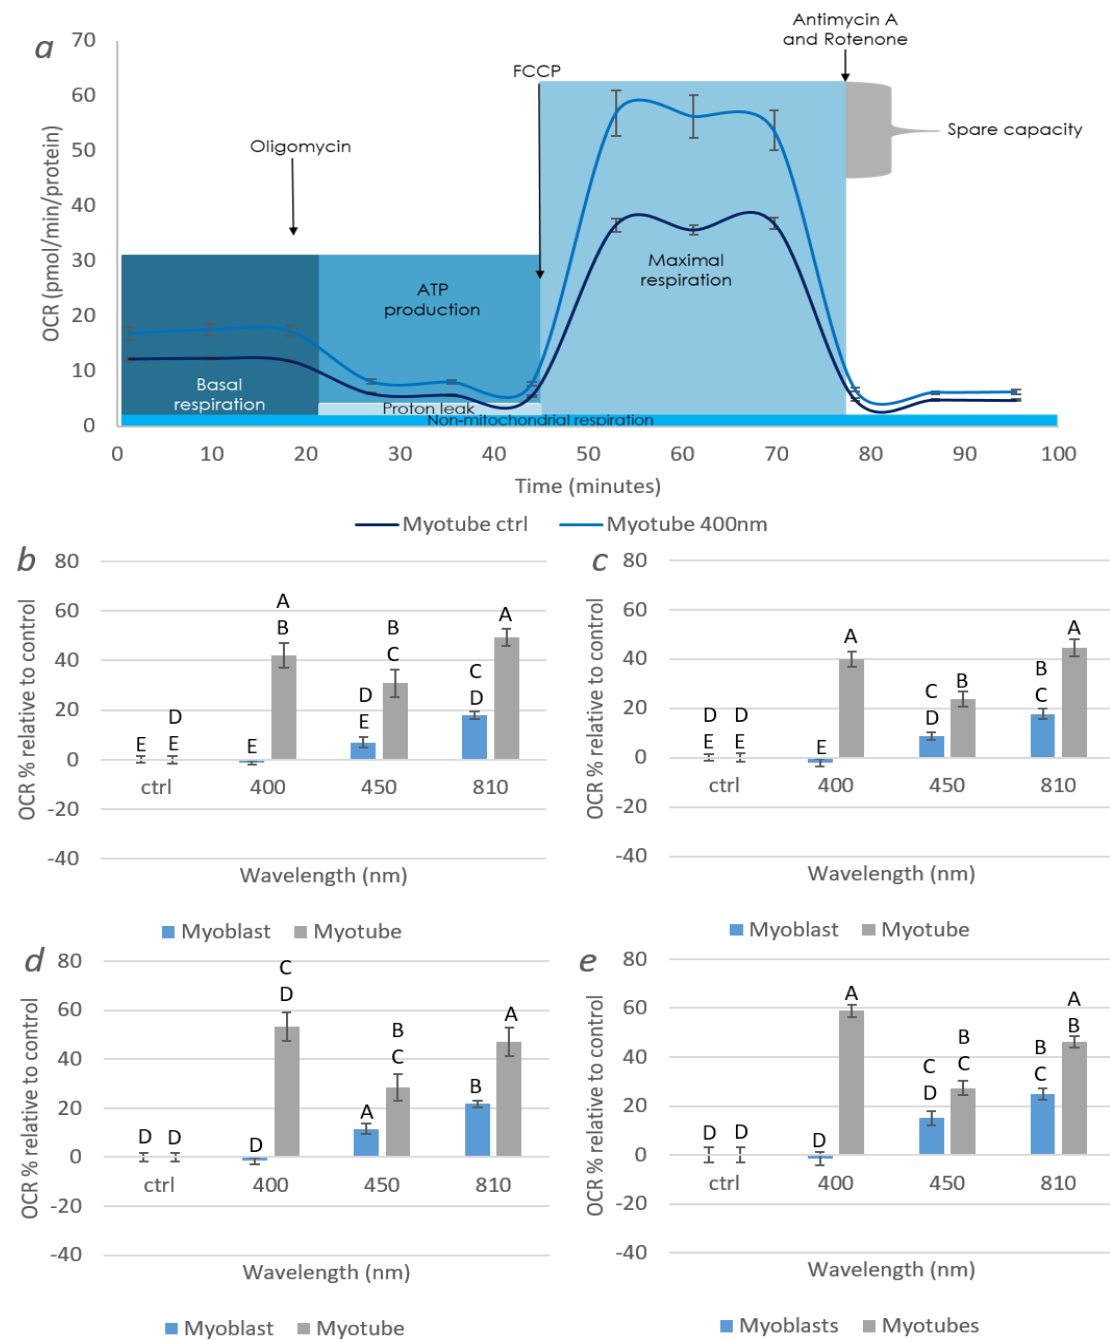 a
70
60
50
40
30
20
10
0
OCR (pmol/min/protein)
Oligomycin
FCCP
Antimycin A
and Rotenone
Spare capacity
ATP
production
Maximal
respiration
Basal
respiration
Proton leak
Non-mitochondrial respiration
0 10 20 30 40 50 60 70 80 90 100
Time (minutes)
Myotube ctrl Myotube 400nm
b
80
60
40
20
0
-20
-40
OCR % relative to control
E
D
E
E
A
B
D
E
B
C
C
D
A
ctrl 400 450 810
Wavelength (nm)
Myoblast Myotube
c
80
60
40
20
0
-20
-40
OCR % relative to control
D
E
D
E
E
A
C
D
B
B
C
A
ctrl 400 450 810
Wavelength (nm)
Myoblast Myotube
d
80
60
40
20
0
-20
-40
OCR % relative to control
D
D
D
C
D
A
B
C
B
A
ctrl 400 450 810
Wavelength (nm)
Myoblast Myotube
e
80
60
40
20
0
-20
-40
OCR % relative to control
D
D
D
A
C
D
B
C
B
C
A
B
ctrl 400 450 810
Wavelength (nm)
Myoblasts Myotubes